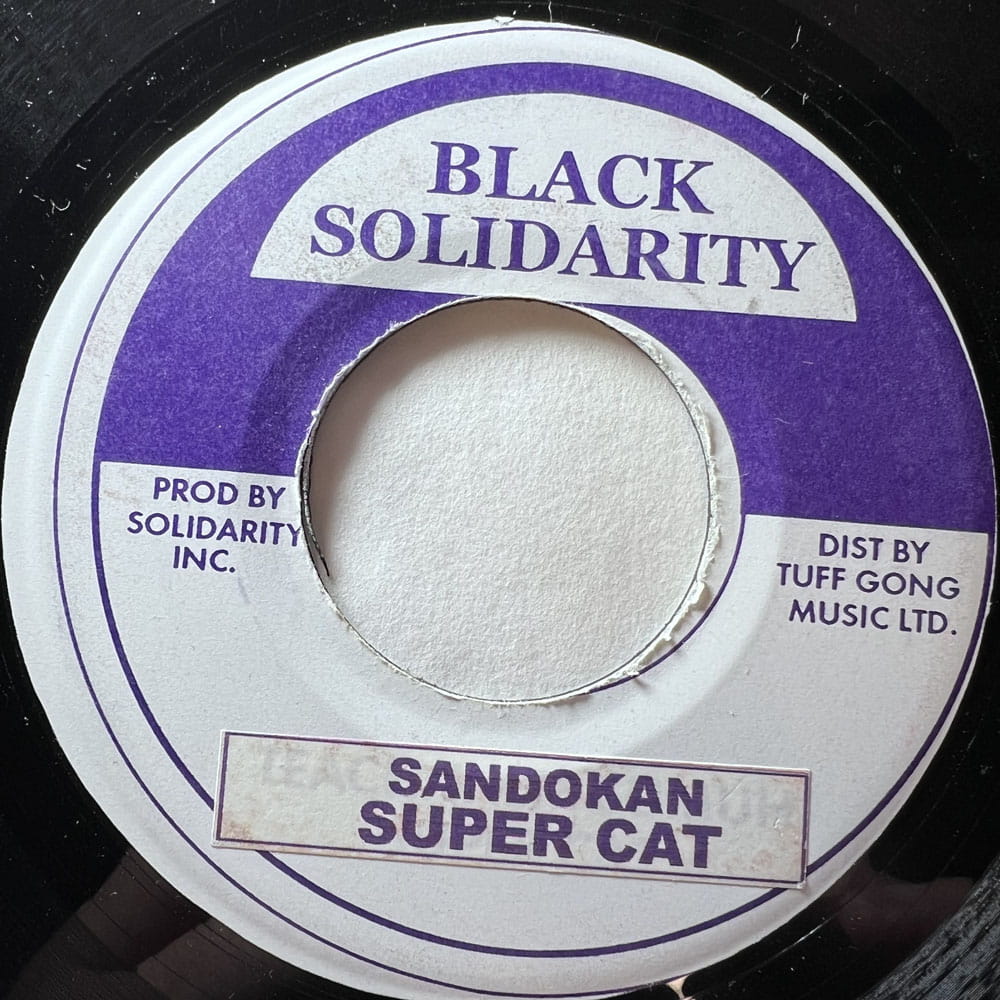 BLACK
SOLIDARITY
PROD BY
SOLIDARITY
INC.
DIST BY
TUFF GONG
MUSIC LTD.
SANDOKAN
SUPER CAT